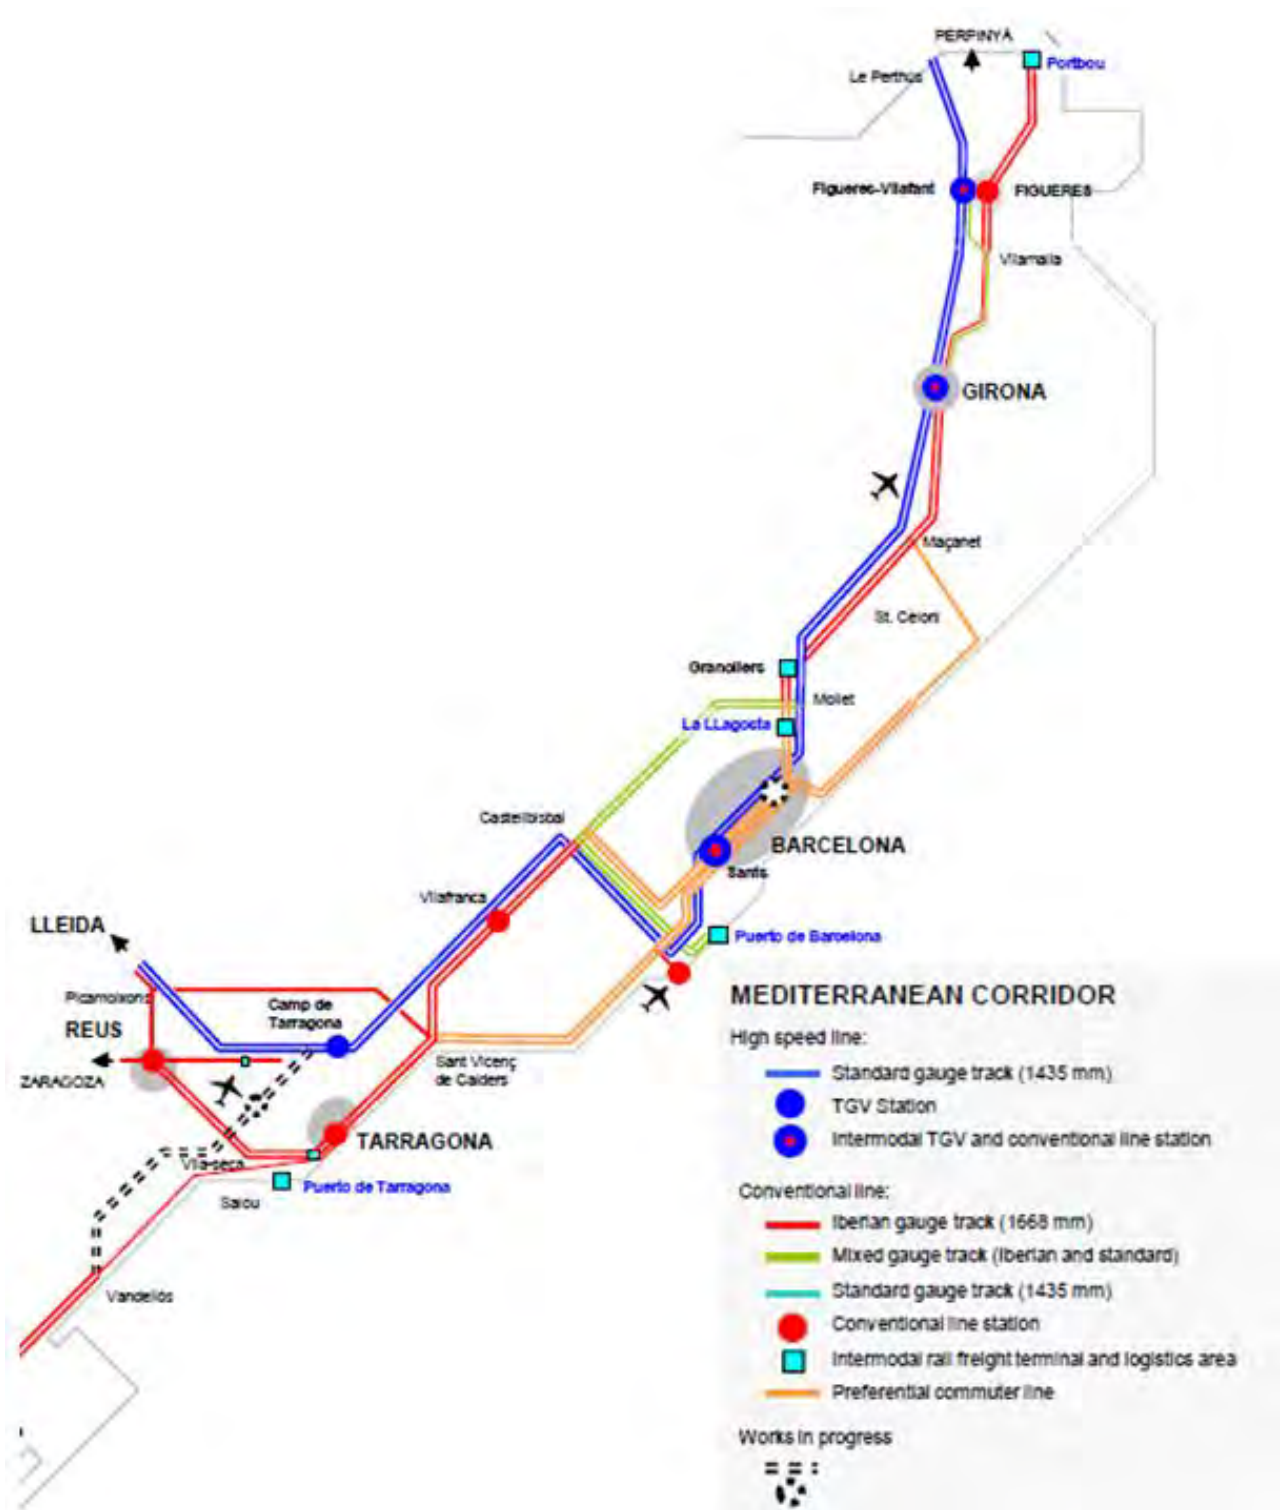 PERPINYÀ
Portbou
Le Perthús
Figueres-Vilafant
FIGUERES
Vilamalla
GIRONA
Maçanet
St. Celoni
Granollers
Mollet
La LLagosta
Castellbisbal
BARCELONA
Sants
Vilafranca
LLEIDA
Puerto de Barcelona
Picamoixons
Camp de
Tarragona
REUS
ZARAGOZA
Sant Vicenç
de Calders
TARRAGONA
Vila-seca
Puerto de Tarragona
Salou
Vandellòs
MEDITERRANEAN CORRIDOR
High speed line:
Standard gauge track (1435 mm)
TGV Station
Intermodal TGV and conventional line station
Conventional line:
Iberian gauge track (1668 mm)
Mixed gauge track (Iberian and standard)
Standard gauge track (1435 mm)
Conventional line station
Intermodal rail freight terminal and logistics area
Preferential commuter line
Works in progress